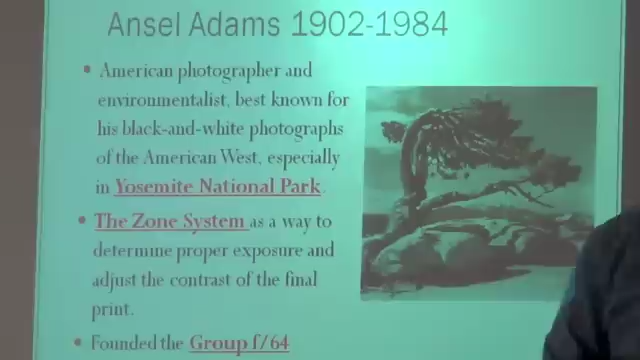 Ansel Adams 1902-1984
• American photographer and
environmentalist, best known for
his black-and-white photographs
of the American West, especially
in Yosemite National Park.
• The Zone System as a way to
determine proper exposure and
adjust the contrast of the final
print.
• Founded the Group f/64